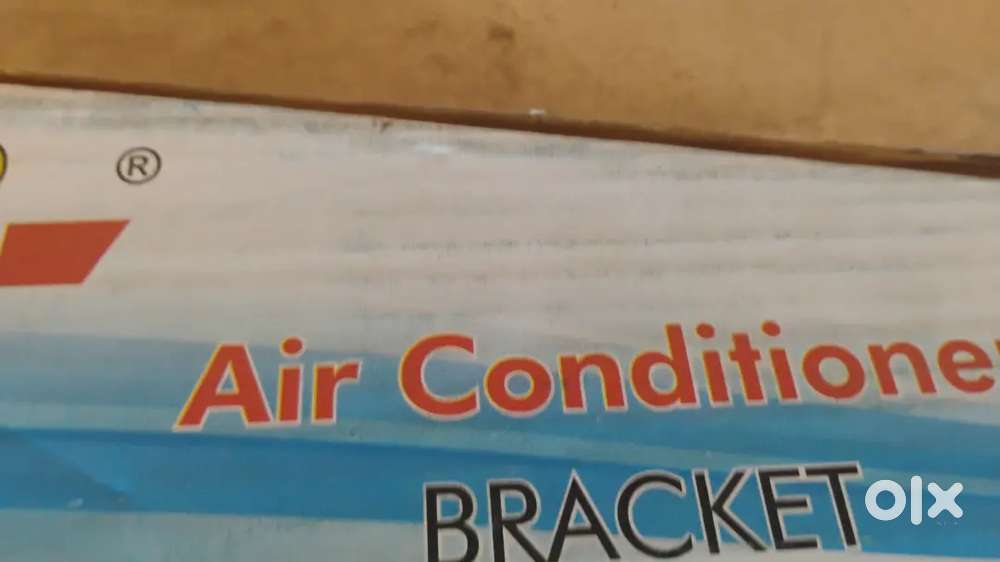 ®
Air Conditione
BRACKET
olx